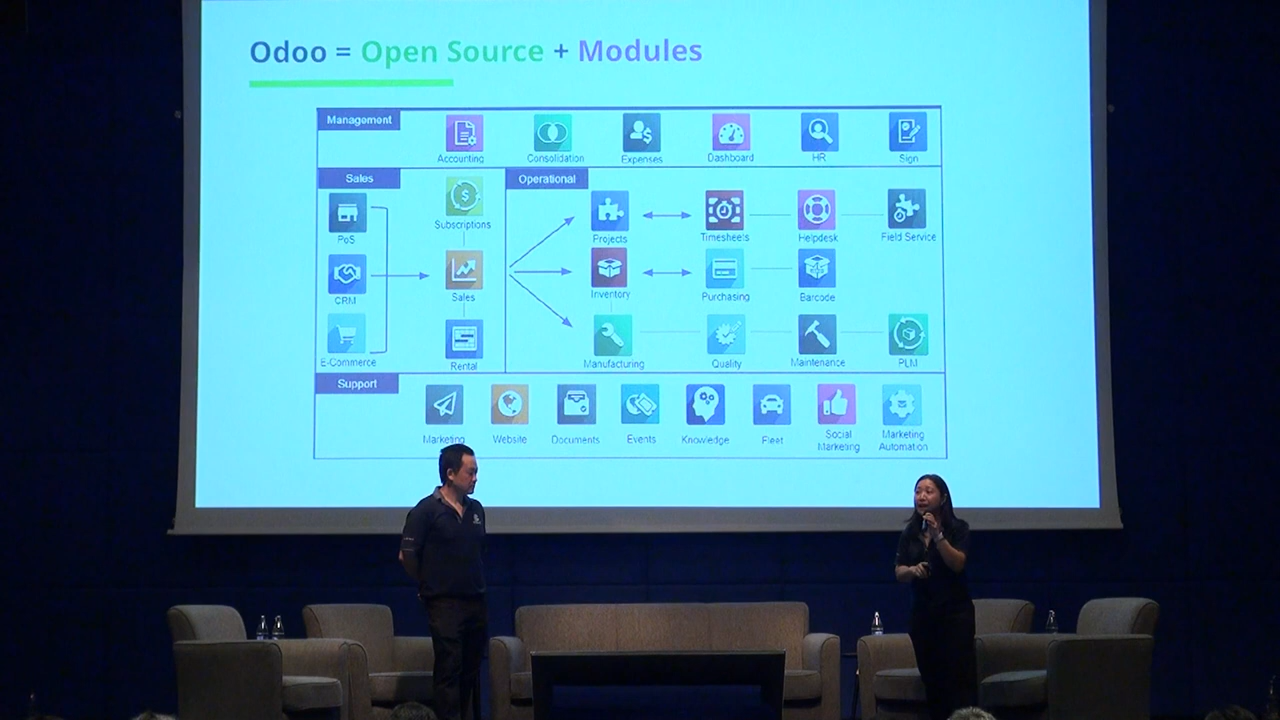 Odoo = Open Source + Modules
Management
Accounting
Consolidation
Expenses
Dashboard
HR
Sign
Sales
Operational
PoS
Subscriptions
Projects
Timesheets
Helpdesk
Field Service
CRM
Sales
Inventory
Purchasing
Barcode
E-Commerce
Rental
Manufacturing
Quality
Maintenance
PLM
Support
Marketing
Website
Documents
Events
Knowledge
Fleet
Social
Marketing
Marketing
Automation